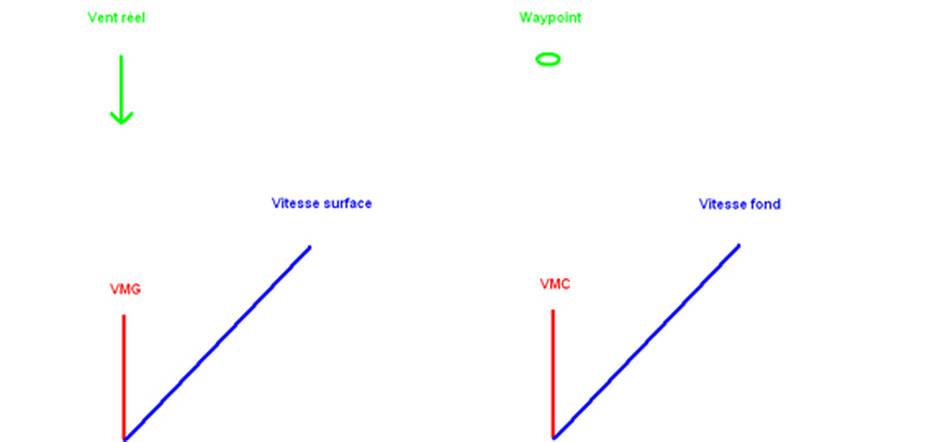 Vent réel
Waypoint
Vitesse surface
Vitesse fond
VMG
VMC